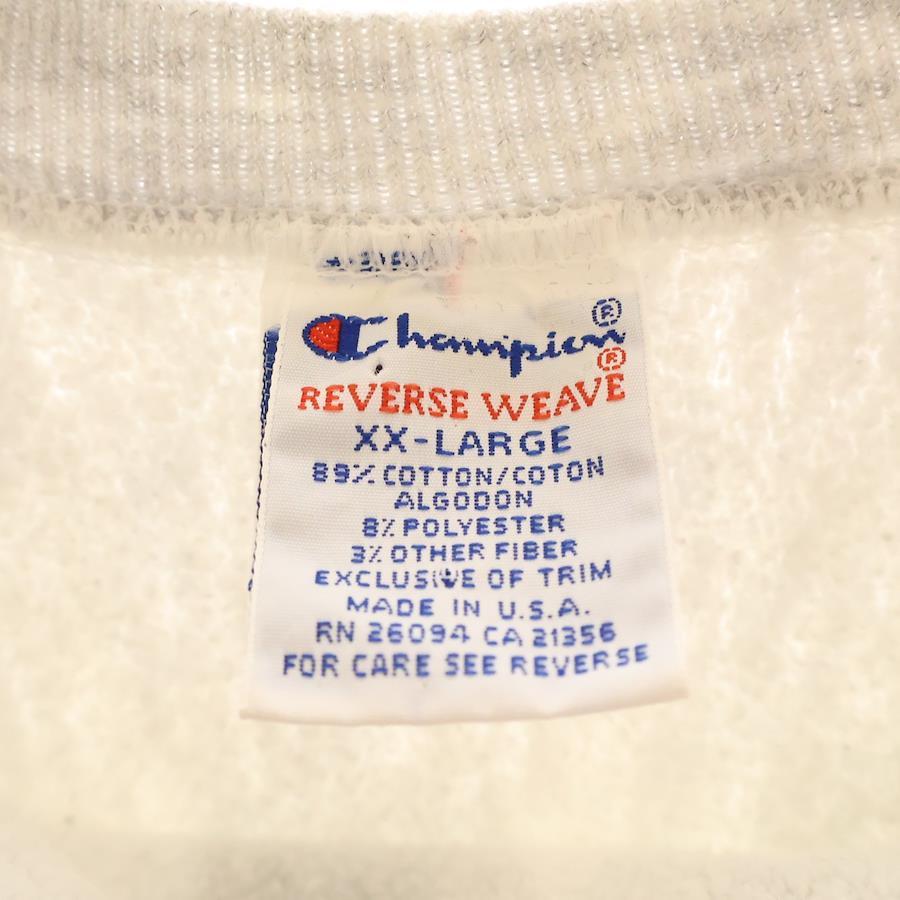 Champion®
REVERSE WEAVE®
XX-LARGE
89% COTTON/COTON
ALGODON
8% POLYESTER
3% OTHER FIBER
EXCLUSIVE OF TRIM
MADE IN U.S.A.
RN 26094 CA 21356
FOR CARE SEE REVERSE